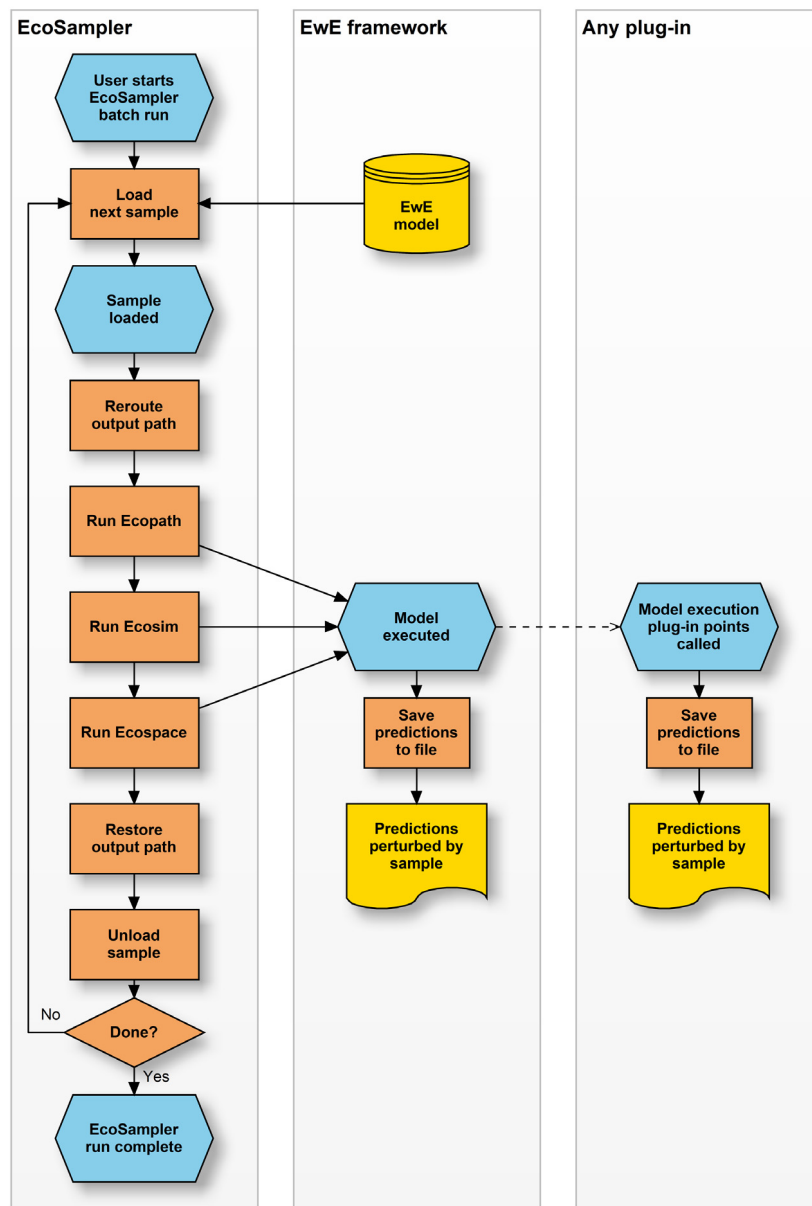 EcoSampler
User starts
EcoSampler
batch run
Load
next sample
Sample
loaded
Reroute
output path
Run Ecopath
Run Ecosim
Run Ecospace
Restore
output path
Unload
sample
No
Done?
Yes
EcoSampler
run complete
EwE framework
EwE
model
Model
executed
Save
predictions
to file
Predictions
perturbed by
sample
Any plug-in
Model execution
plug-in points
called
Save
predictions
to file
Predictions
perturbed by
sample